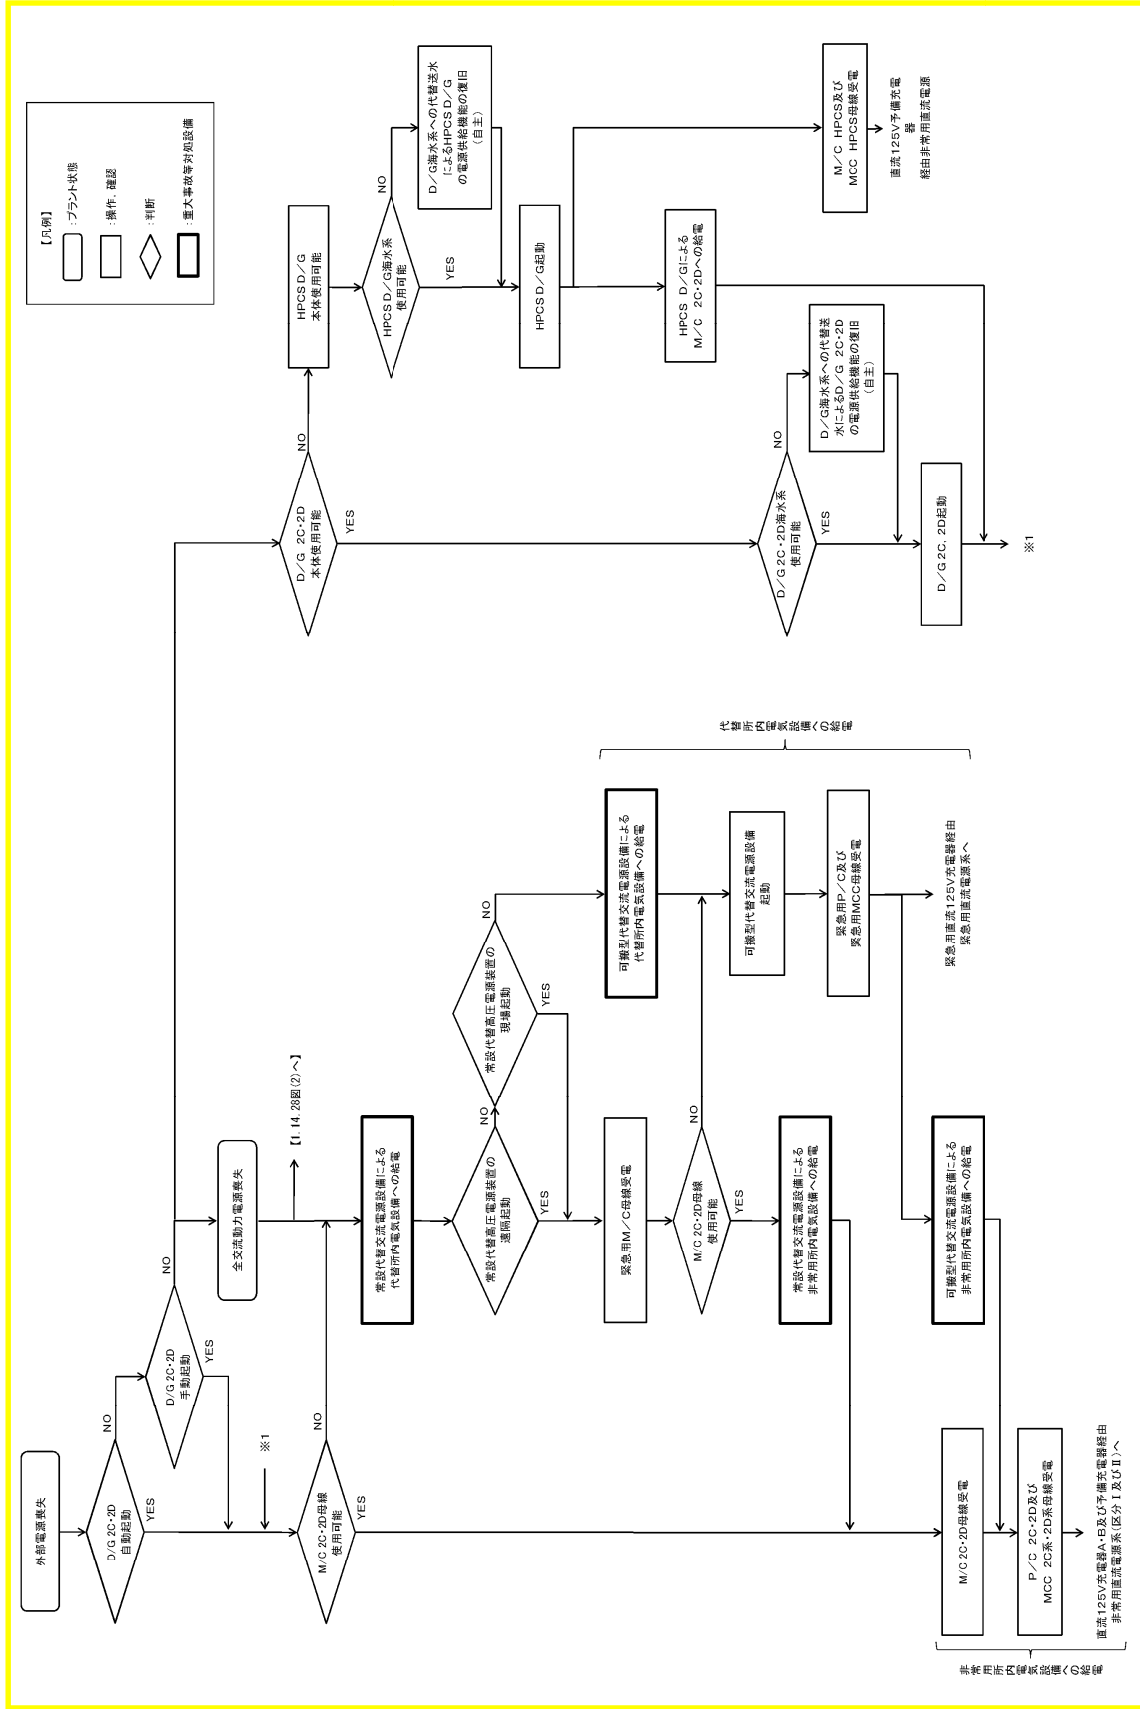 外部電源喪失
D/G 2C・2D
自動起動
NO
YES
D/G 2C・2D
手動起動
NO
YES
※1
M/C 2C・2D母線
使用可能
NO
YES
全交流動力電源喪失
【1.14.28図(2)へ】
常設代替交流電源設備による
代替所内電気設備への給電
常設代替高圧電源装置の
遠隔起動
NO
YES
常設代替高圧電源装置の
現場起動
NO
YES
緊急用M/C母線受電
M/C 2C・2D母線
使用可能
NO
YES
常設代替交流電源設備による
非常用所内電気設備への給電
可搬型代替交流電源設備による
代替所内電気設備への給電
可搬型代替交流電源設備
起動
緊急用P/C及び
緊急用MCC母線受電
緊急用直流125V充電器経由
緊急用直流電源系へ
代替所内電気設備への給電
可搬型代替交流電源設備による
非常用所内電気設備への給電
M/C 2C・2D母線受電
P/C 2C・2D及び
MCC 2C系・2D系母線受電
直流125V充電器A・B及び予備充電器経由
非常用直流電源系(区分Ⅰ及びⅡ)へ
非常用所内電気設備への給電
D/G 2C・2D
本体使用可能
NO
YES
HPCS D/G
本体使用可能
HPCS D/G海水系
使用可能
NO
YES
D/G海水系への代替送水
によるHPCS D/G
の電源供給機能の復旧
(自主)
HPCS D/G起動
HPCS D/Gによる
M/C 2C・2Dへの給電
M/C HPCS及び
MCC HPCS母線受電
直流125V予備充電
器
経由非常用直流電源
D/G 2C・2D海水系
使用可能
NO
YES
D/G海水系への代替送
水によるD/G 2C・2D
の電源供給機能の復旧
(自主)
D/G 2C, 2D起動
※1
【凡例】
:プラント状態
:操作, 確認
:判断
:重大事故等対処設備